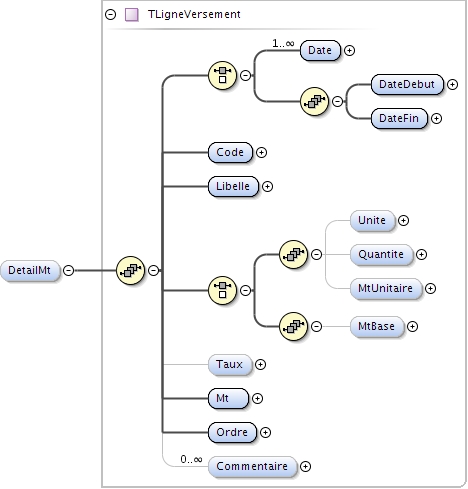 TLigneVersement
1..∞
Date
DateDebut
DateFin
Code
Libelle
Unite
Quantite
DetailMt
MtUnitaire
MtBase
Taux
Mt
Ordre
0..∞
Commentaire